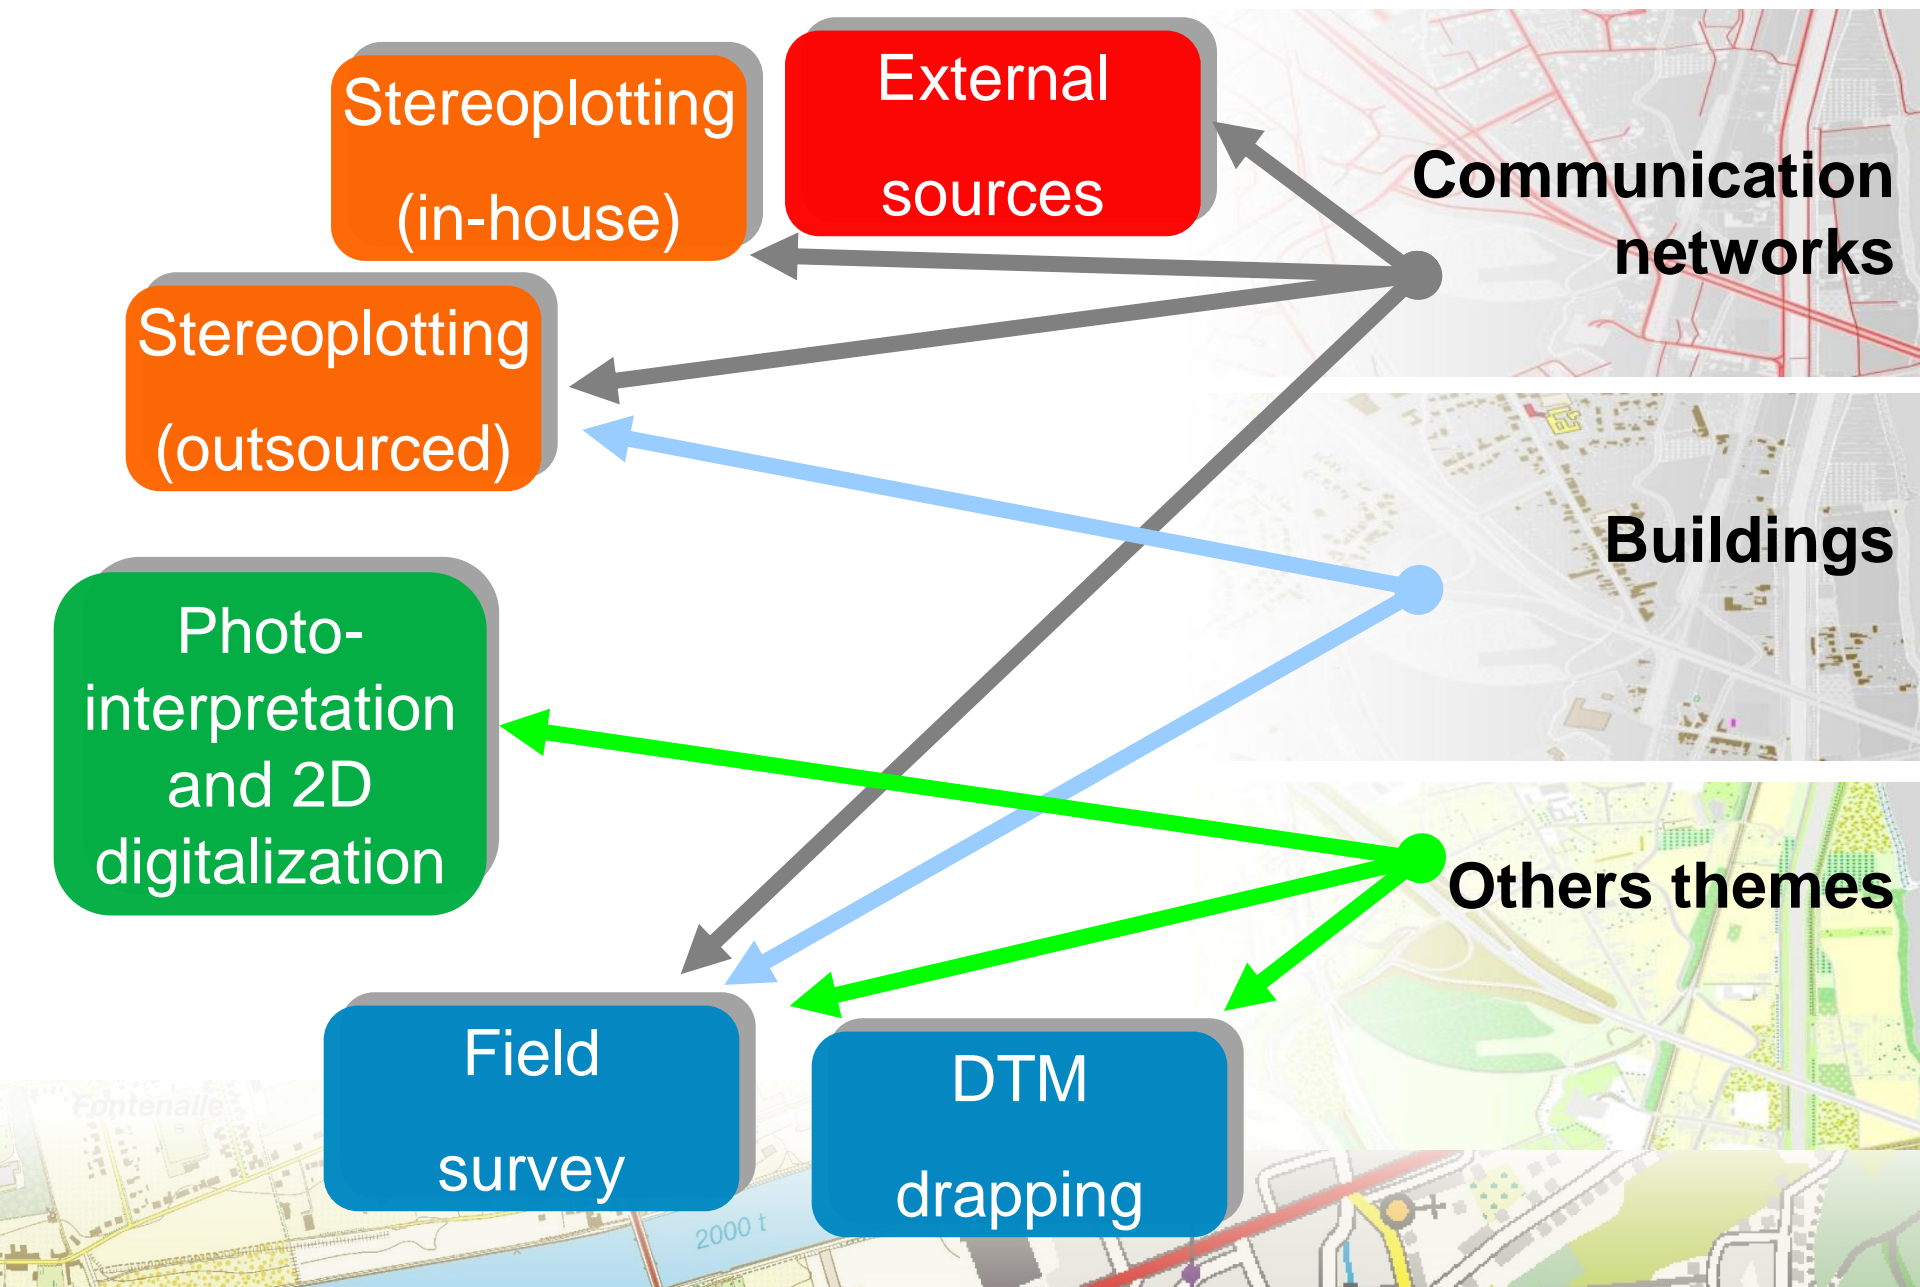 Stereoplotting
(in-house)
External
sources
Communication
networks
Stereoplotting
(outsourced)
Buildings
Photo-
interpretation
and 2D
digitalization
Others themes
Field
survey
DTM
drapping
Fontenalle
2000 t